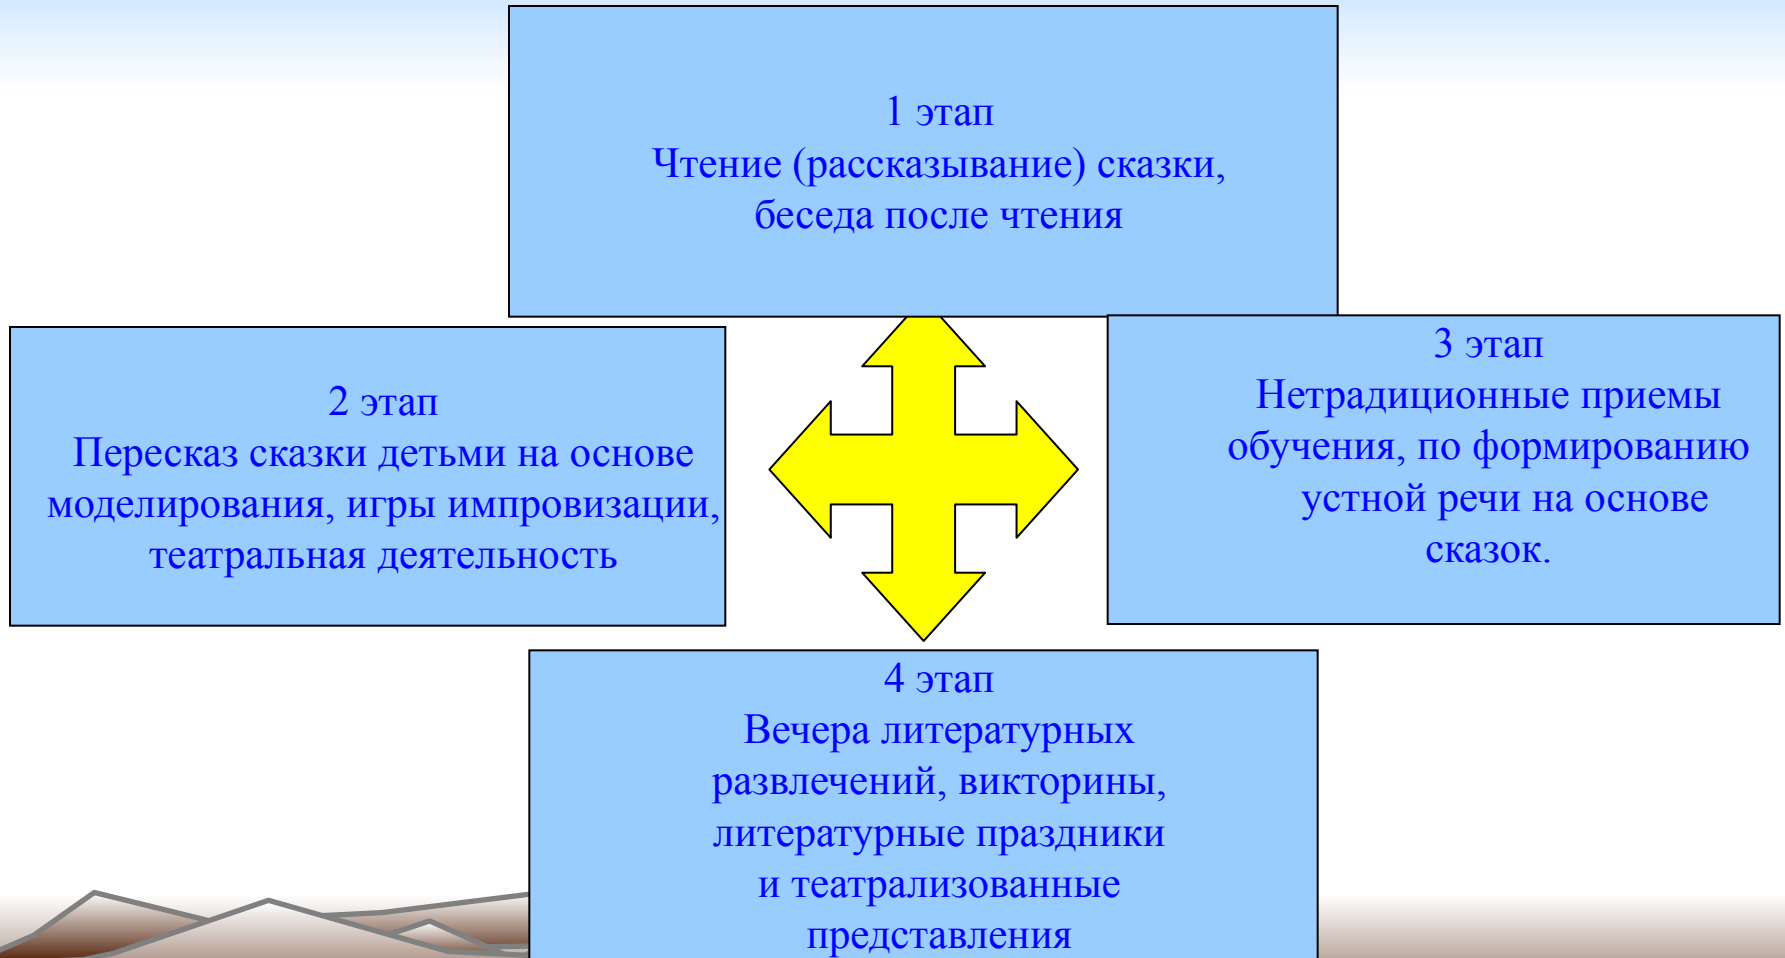 1 этап
Чтение (рассказывание) сказки,
беседа после чтения
2 этап
Пересказ сказки детьми на основе
моделирования, игры импровизации,
театральная деятельность
3 этап
Нетрадиционные приемы
обучения, по формированию
устной речи на основе
сказок.
4 этап
Вечера литературных
развлечений, викторины,
литературные праздники
и театрализованные
представления